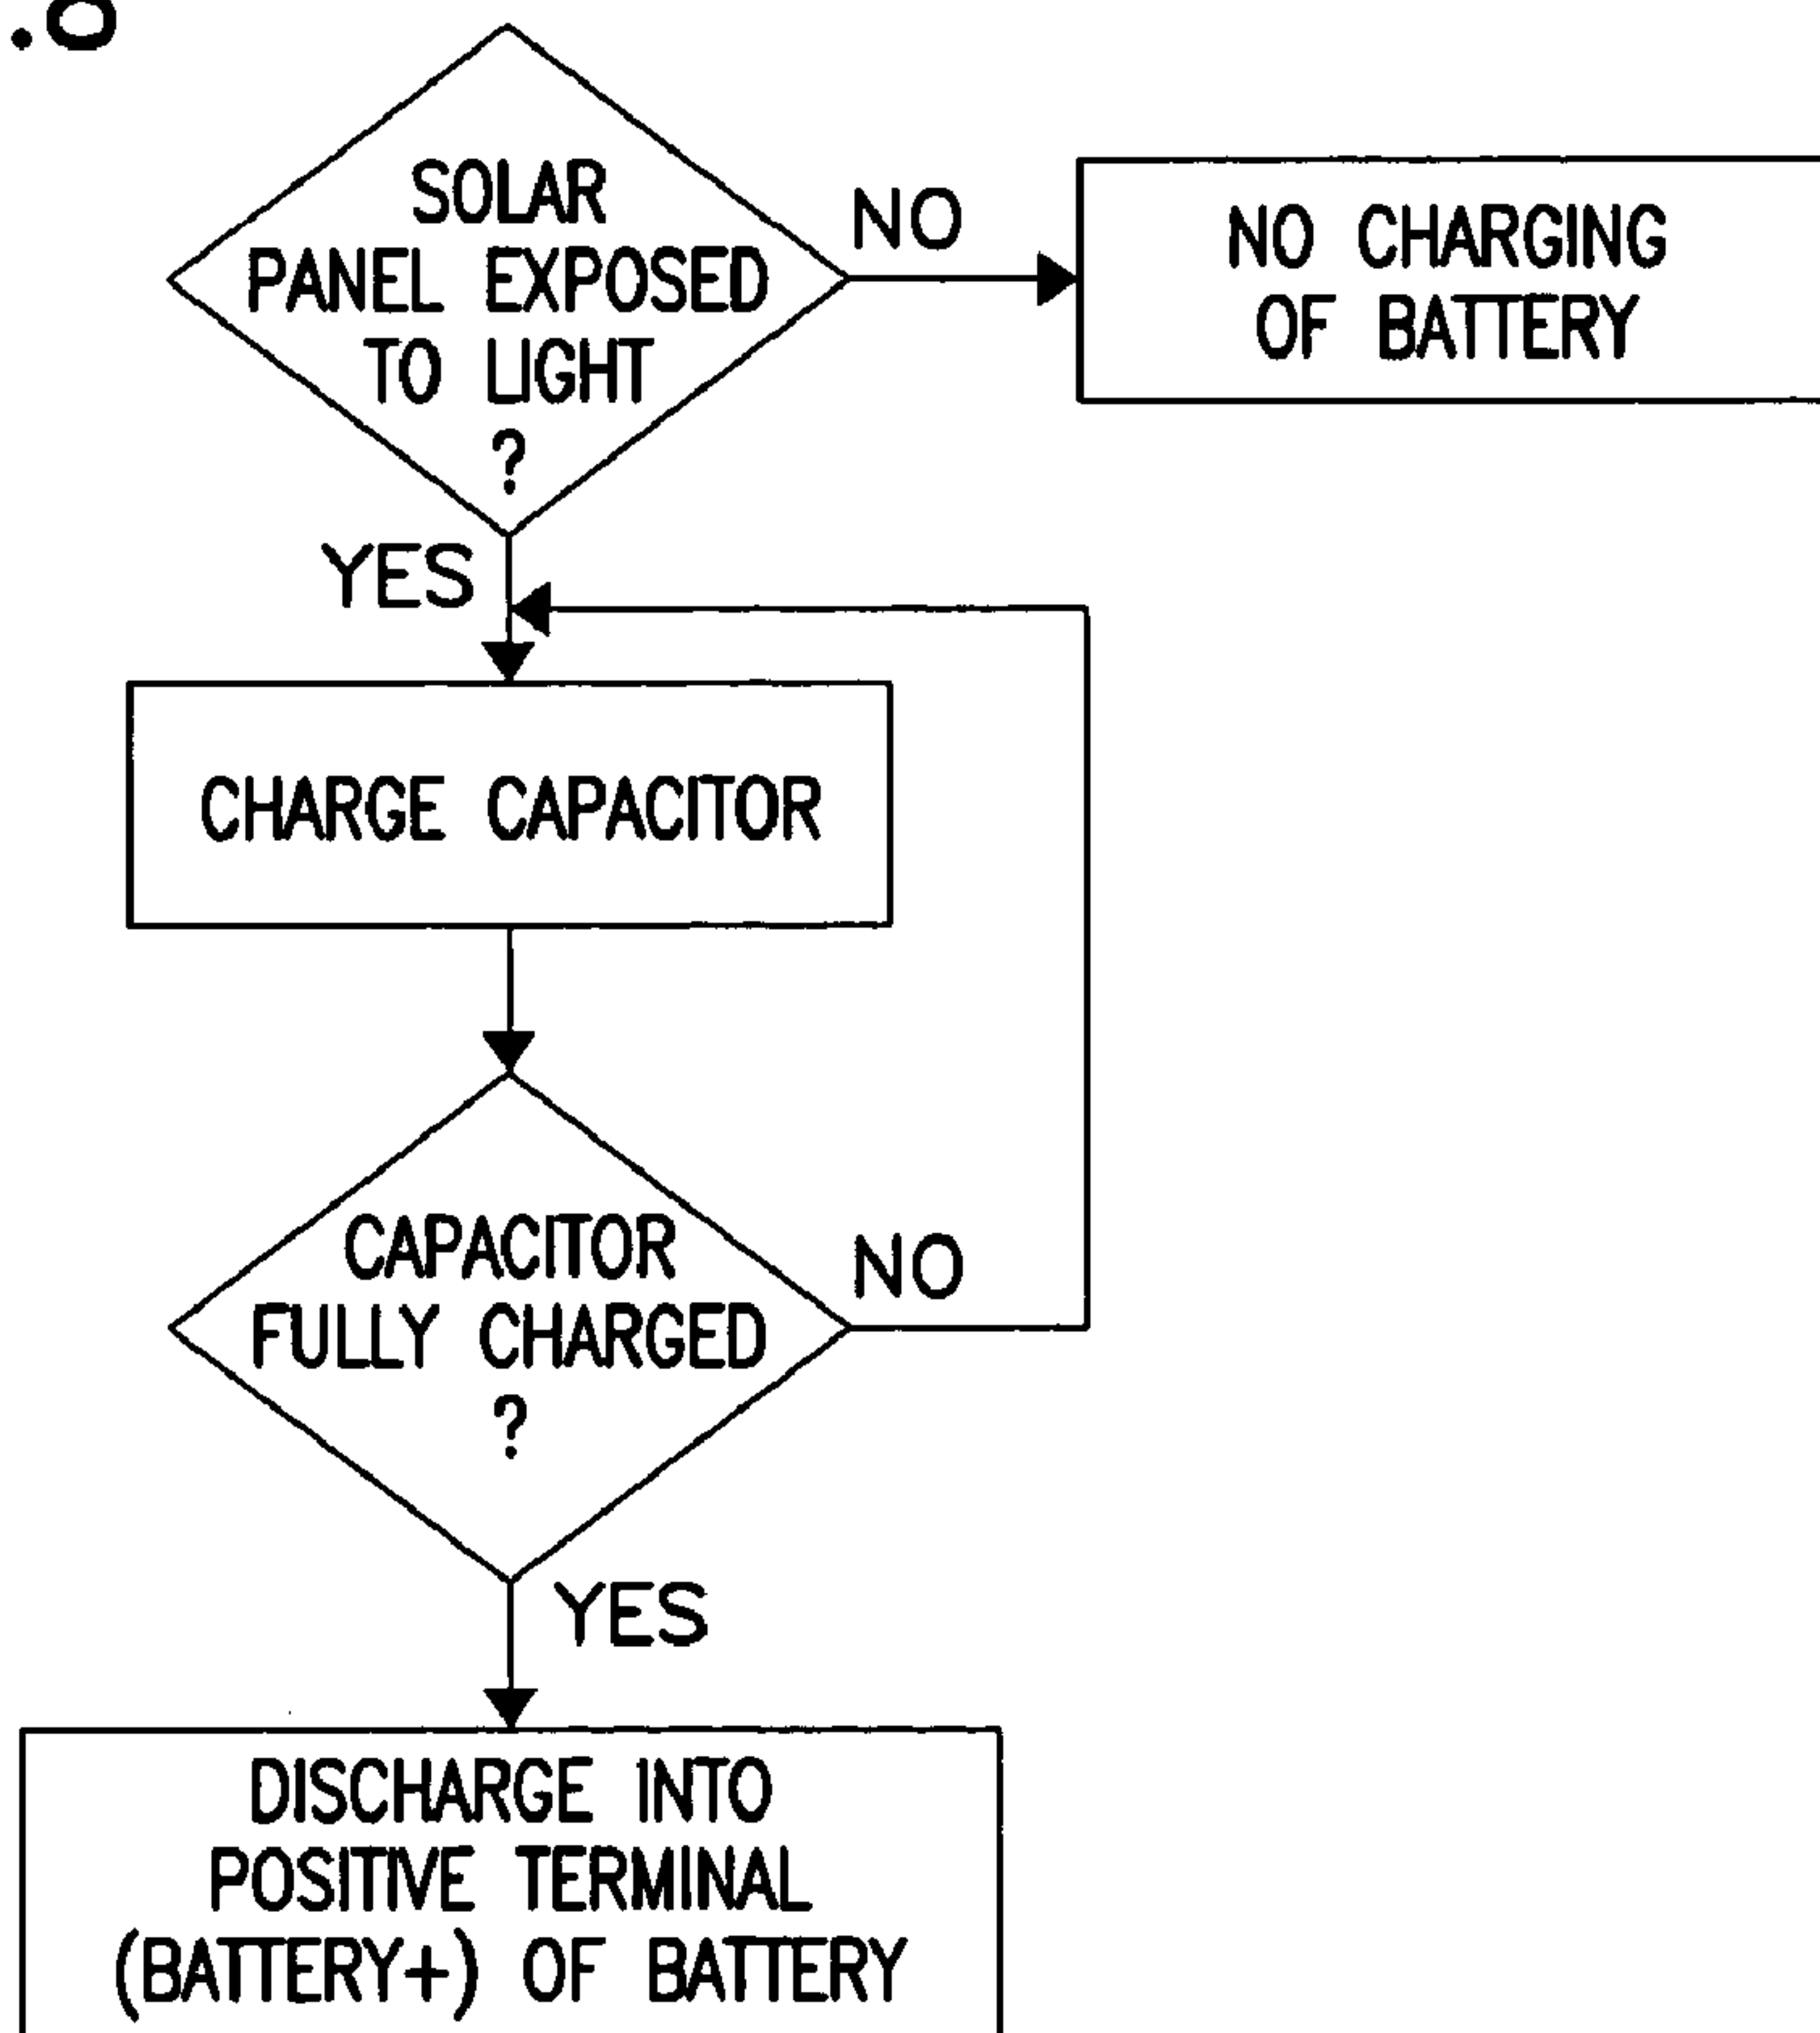 SOLAR
PANEL EXPOSED
TO LIGHT
?
NO
NO CHARGING
OF BATTERY
YES
CHARGE CAPACITOR
CAPACITOR
FULLY CHARGED
?
NO
YES
DISCHARGE INTO
POSITIVE TERMINAL
(BATTERY+) OF BATTERY